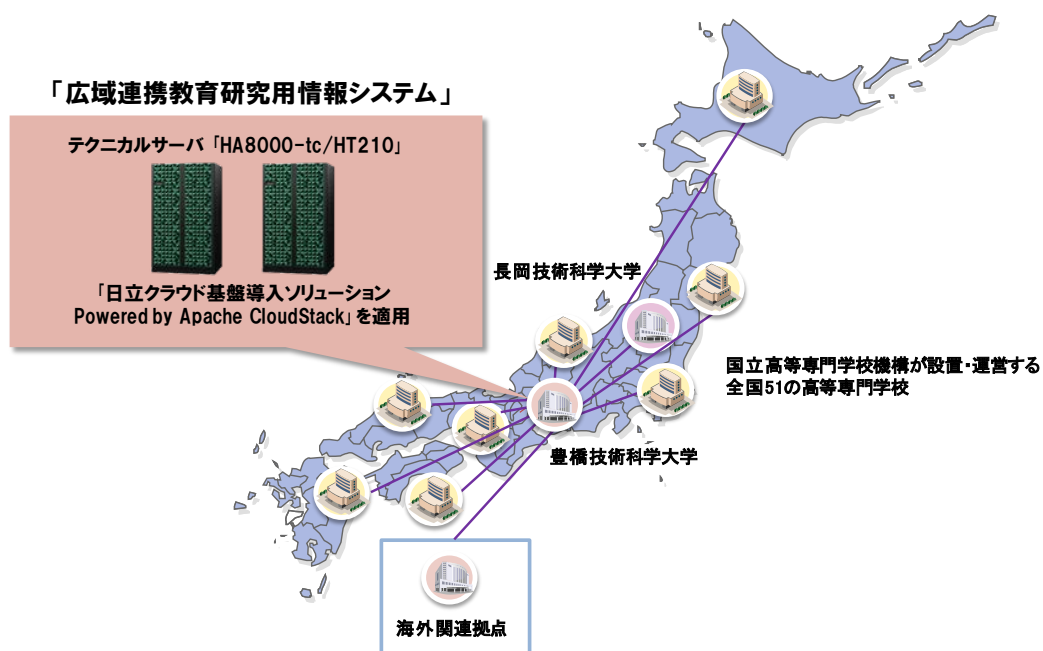 「広域連携教育研究用情報システム」
テクニカルサーバ「HA8000-tc/HT210」
「日立クラウド基盤導入ソリューション
Powered by Apache CloudStack」を適用
長岡技術科学大学
国立高等専門学校機構が設置・運営する
全国51の高等専門学校
豊橋技術科学大学
海外関連拠点